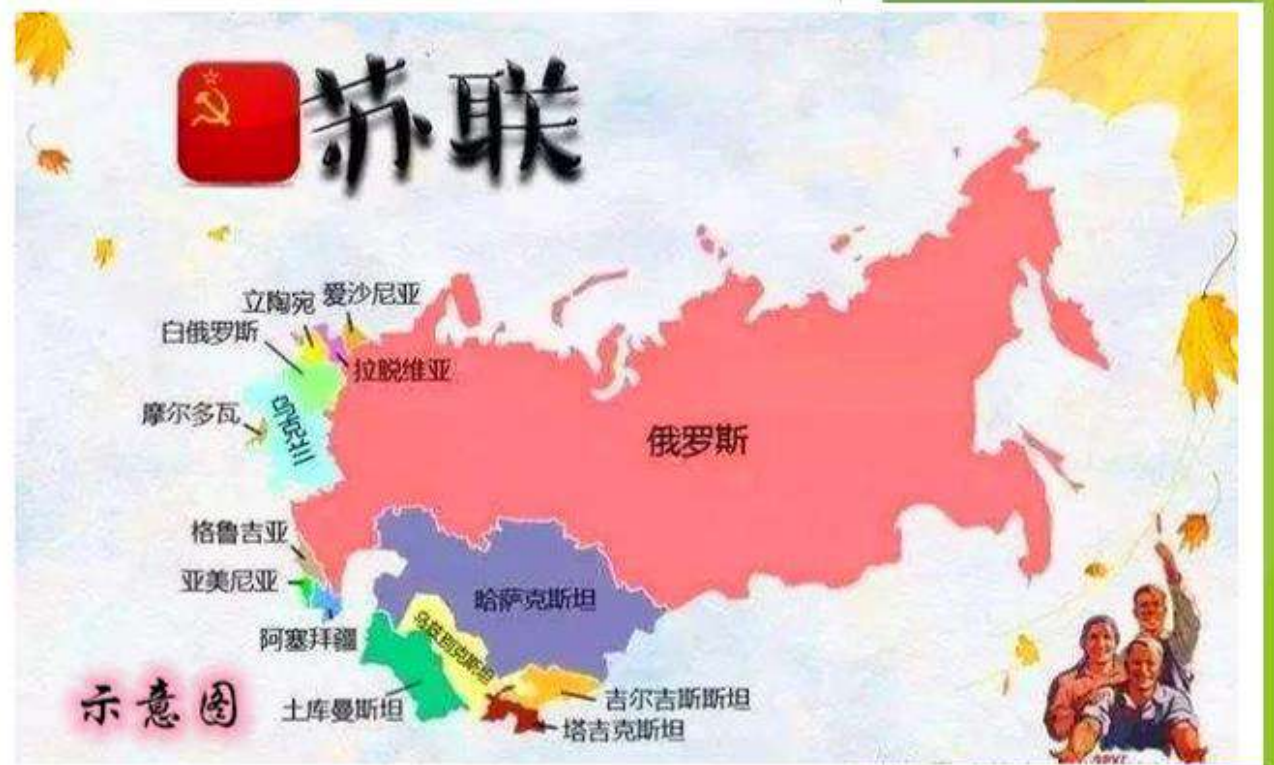 苏联
立陶宛
爱沙尼亚
白俄罗斯
拉脱维亚
摩尔多瓦
乌克兰
俄罗斯
格鲁吉亚
亚美尼亚
哈萨克斯坦
乌兹别克斯坦
阿塞拜疆
土库曼斯坦
吉尔吉斯斯坦
塔吉克斯坦
示意图